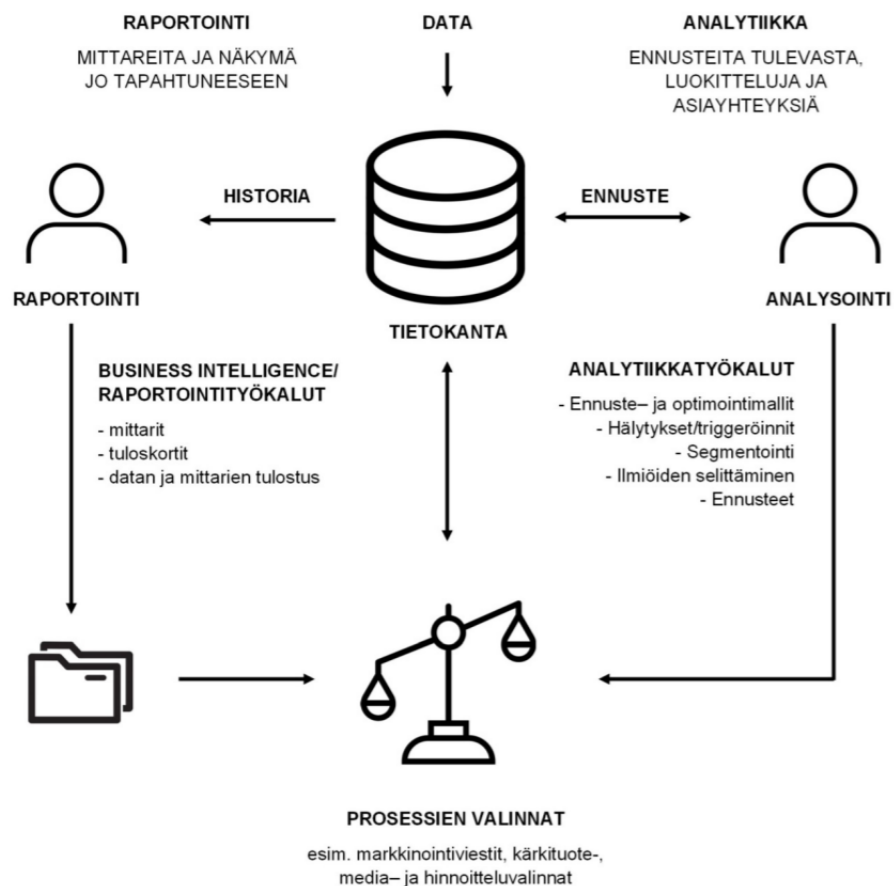 RAPORTOINTI
MITTAREITA JA NÄKYMÄ
JO TAPAHTUNEESEEN
DATA
ANALYTIIKKA
ENNUSTEITA TULEVASTA,
LUOKITTELUJA JA
ASIAYHTEYKSIÄ
HISTORIA
ENNUSTE
RAPORTOINTI
TIETOKANTA
ANALYSOINTI
BUSINESS INTELLIGENCE/
RAPORTOINTITYÖKALUT
- mittarit
- tuloskortit
- datan ja mittarien tulostus
ANALYTIIKKATYÖKALUT
- Ennuste– ja optimointimallit
- Hälytykset/triggeröinnit
- Segmentointi
- Ilmiöiden selittäminen
- Ennusteet
PROSESSIEN VALINNAT
esim. markkinointiviestit, kärkituote-,
media– ja hinnoitteluvalinnat